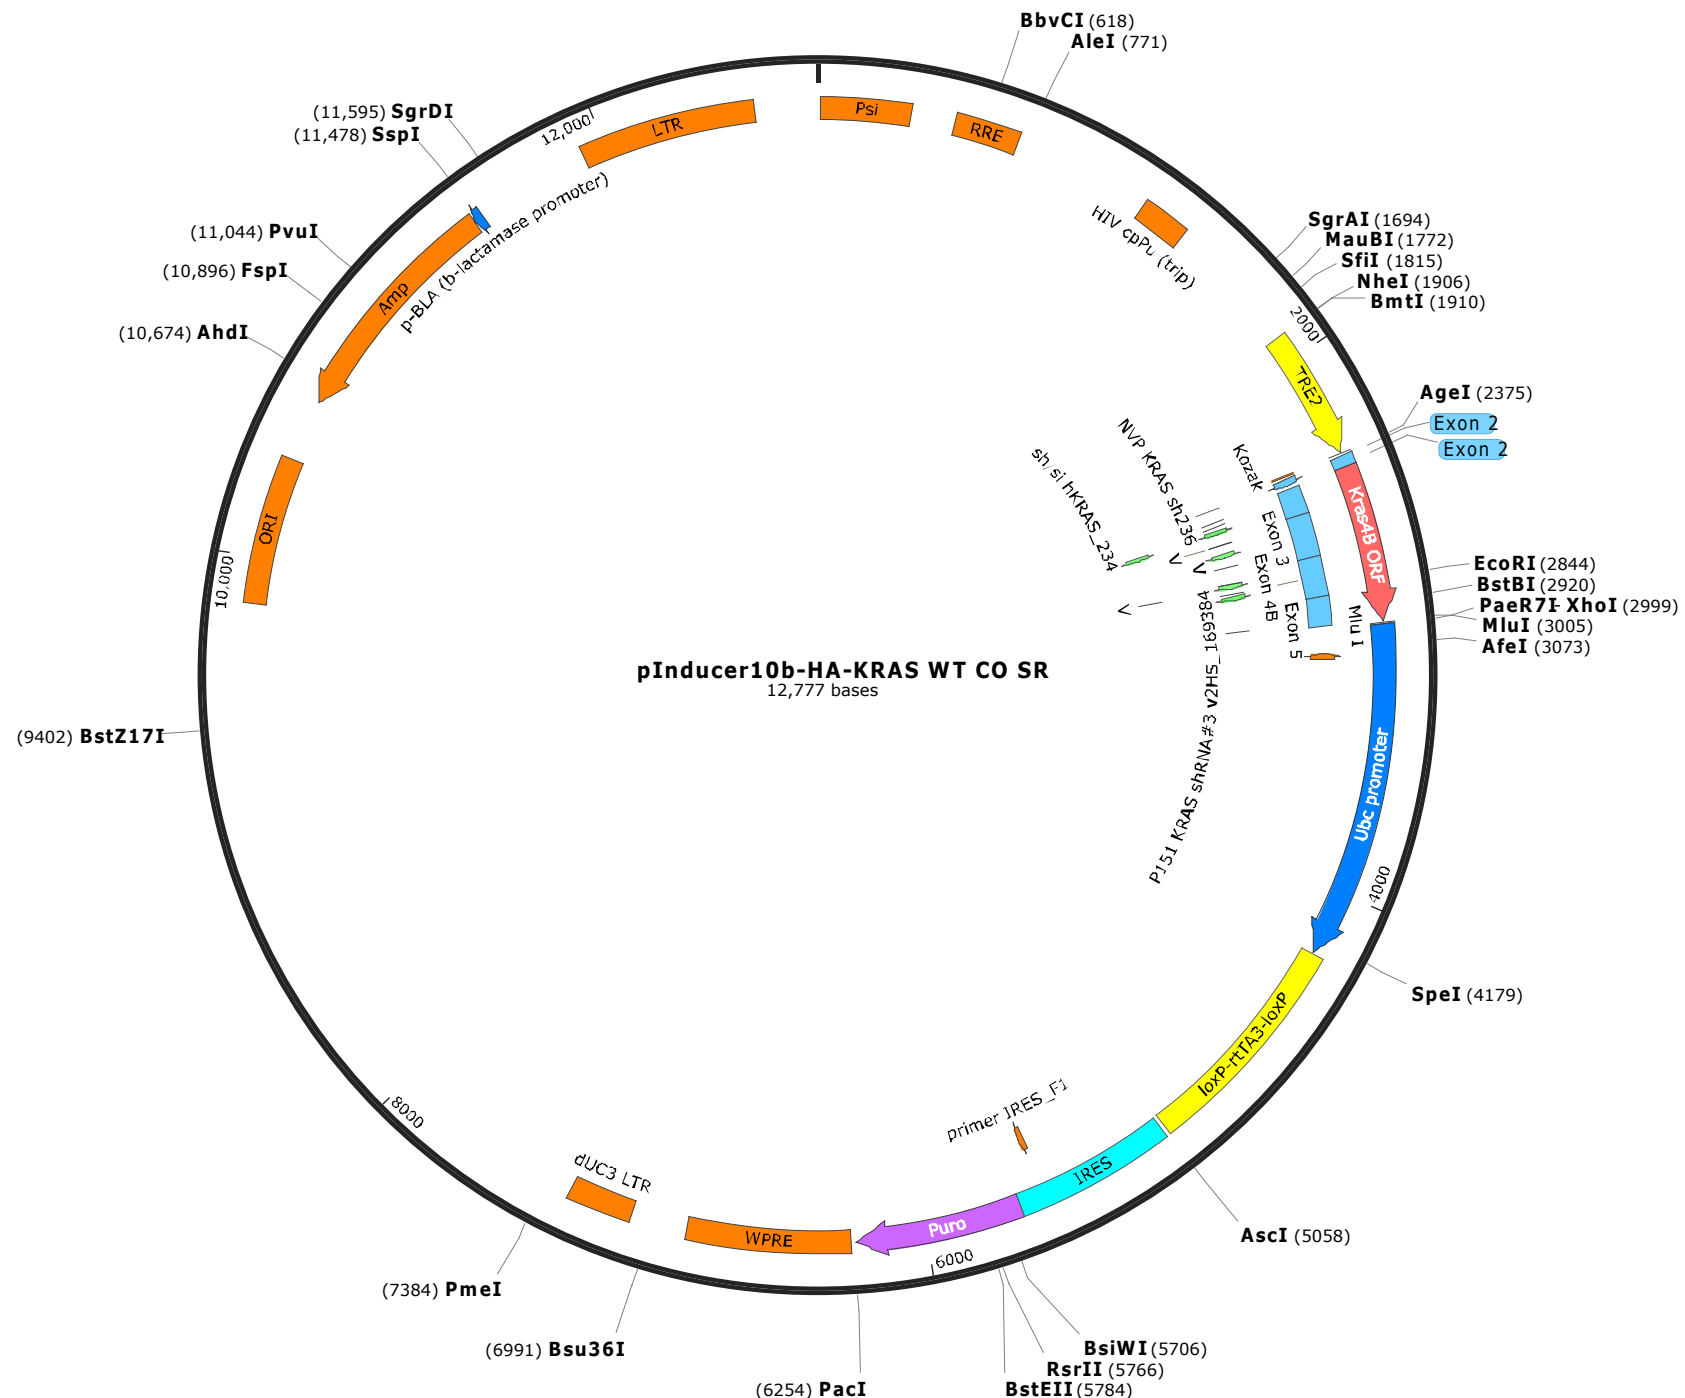 BbvCI (618)
AleI (771)
(11,595) SgrDI
(11,478) SspI
12,000
LTR
Psi
RRE
HIV cpPu (trip)
p-BLA (b-lactamase promoter)
(11,044) PvuI
(10,896) FspI
Amp
(10,674) AhdI
SgrAI (1694)
MauBI (1772)
SfiI (1815)
NheI (1906)
BmtI (1910)
2000
TRE2
AgeI (2375)
Exon 2
Exon 2
Kozak
NVP KRAS sh236
sh/si hKRAS_234
Kras4B ORF
Exon 3
Exon 4B
Exon 5
Mlu I
V
V
V
ORI
10,000
EcoRI (2844)
BstBI (2920)
PaeR7I - XhoI (2999)
MluI (3005)
AfeI (3073)
P151 KRAS shRNA#3 v2HS_169384
pInducer10b-HA-KRAS WT CO SR
12,777 bases
(9402) BstZ17I
Ubc promoter
4000
SpeI (4179)
loxP-rtTA3-loxP
primer IRES_F1
8000
dUC3 LTR
IRES
Puro
WPRE
6000
AscI (5058)
(7384) PmeI
(6991) Bsu36I
BsiWI (5706)
RsrII (5766)
(6254) PacI
BstEII (5784)